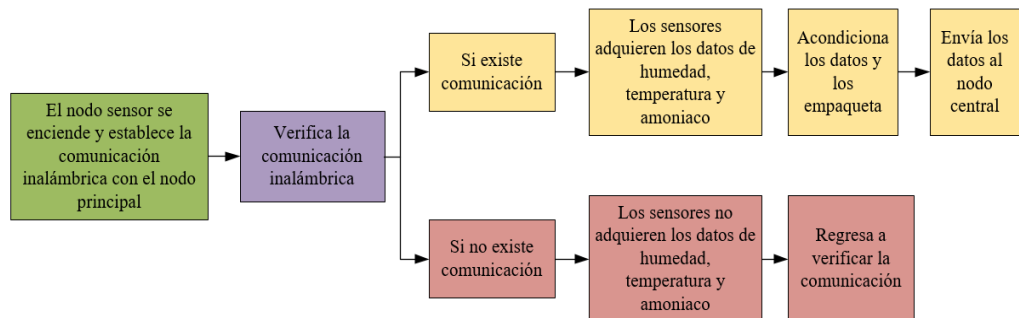 El nodo sensor se
enciende y establece la
comunicación
inalámbrica con el nodo
principal
Verifica la
comunicación
inalámbrica
Si existe
comunicación
Los sensores
adquieren los datos de
humedad,
temperatura y
amoniaco
Acondiciona
los datos y
los
empaqueta
Envía los
datos al
nodo
central
Si no existe
comunicación
Los sensores no
adquieren los datos de
humedad,
temperatura y
amoniaco
Regresa a
verificar la
comunicación